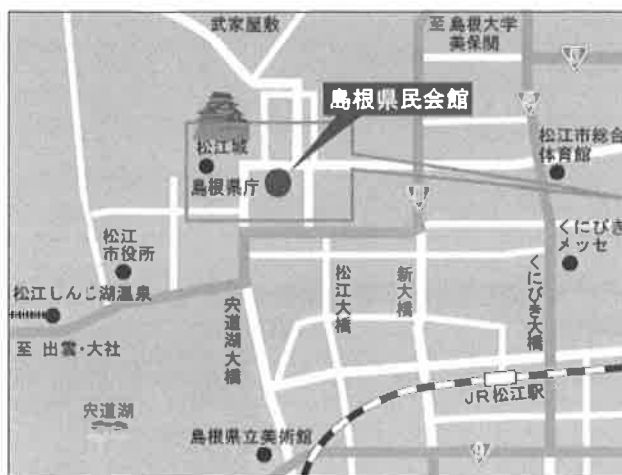 武家屋敷
至 島根大学
美保関
島根県民会館
松江市総合
体育館
松江城
島根県庁
松江
市役所
くにびき
メッセ
松江しんじ湖温泉
宍道湖大橋
松江大橋
新大橋
くにびき大橋
至 出雲・大社
JR松江駅
宍道湖
島根県立美術館